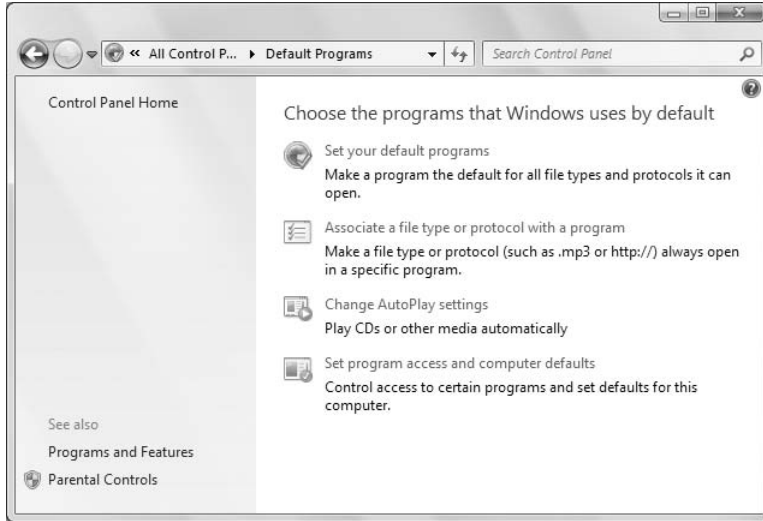 « All Control P... ▸ Default Programs
Search Control Panel
Control Panel Home
Choose the programs that Windows uses by default
Set your default programs
Make a program the default for all file types and protocols it can
open.
Associate a file type or protocol with a program
Make a file type or protocol (such as .mp3 or http://) always open
in a specific program.
Change AutoPlay settings
Play CDs or other media automatically
Set program access and computer defaults
Control access to certain programs and set defaults for this
computer.
See also
Programs and Features
Parental Controls